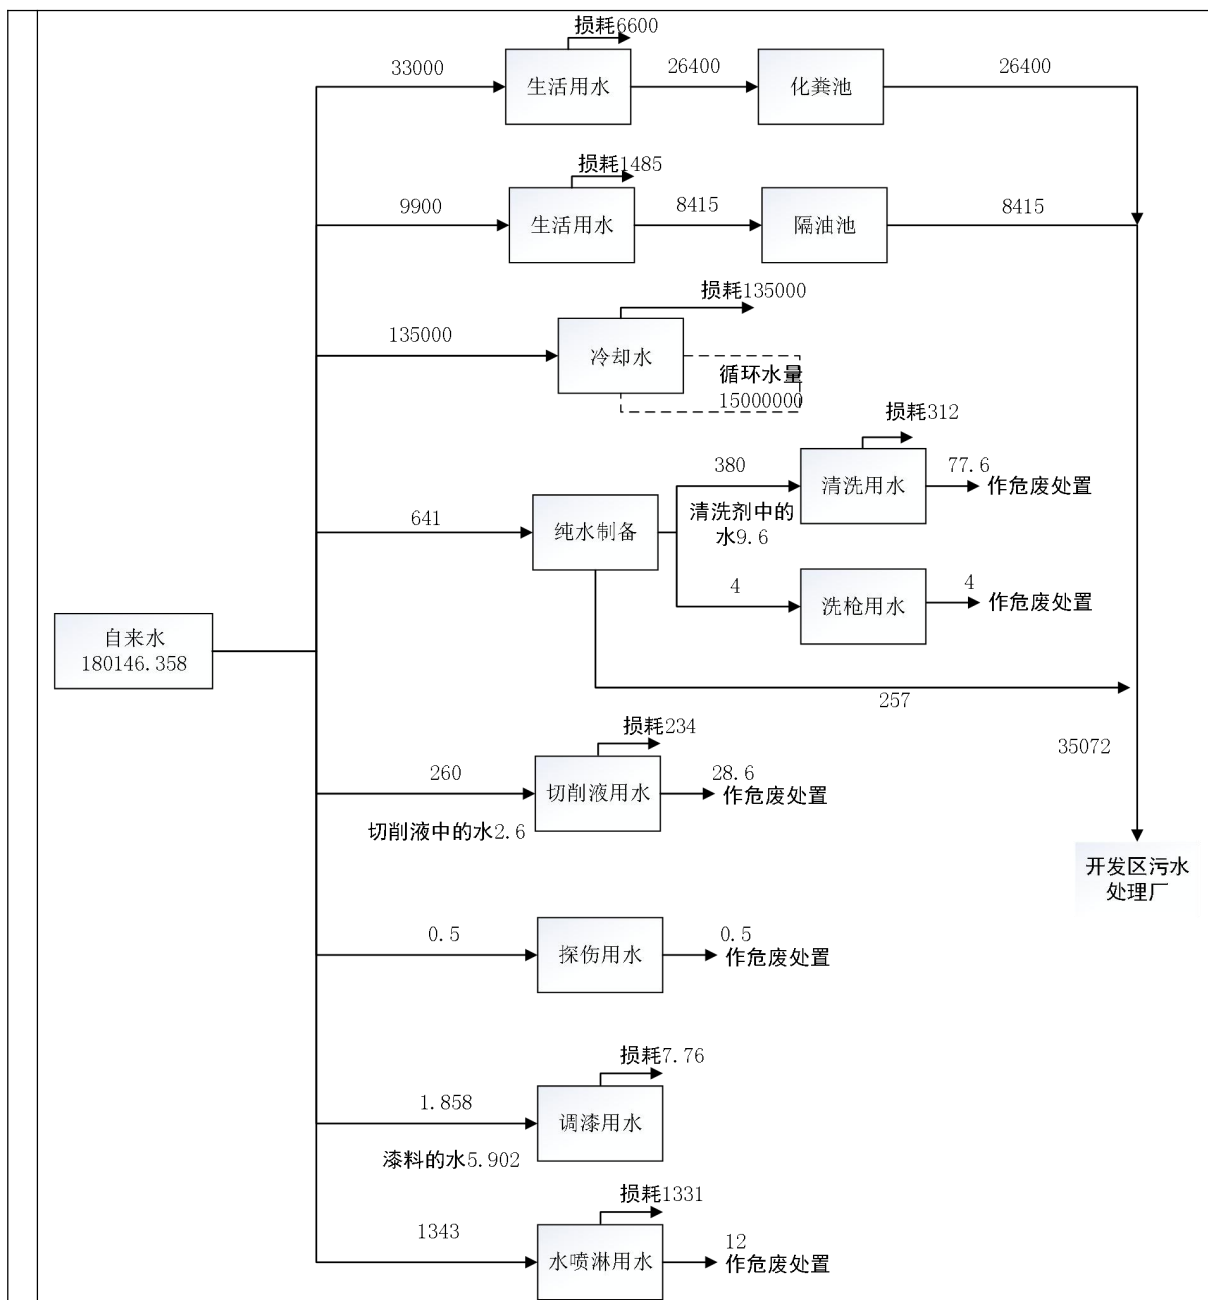 损耗6600
33000
生活用水
26400
化粪池
26400
损耗1485
9900
生活用水
8415
隔油池
8415
损耗135000
135000
冷却水
循环水量
15000000
损耗312
380
清洗用水
77.6
作危废处置
清洗剂中的
水9.6
641
纯水制备
4
洗枪用水
4
作危废处置
自来水
180146.358
257
损耗234
35072
260
切削液用水
28.6
作危废处置
切削液中的水2.6
开发区污水
处理厂
0.5
探伤用水
0.5
作危废处置
损耗7.76
1.858
调漆用水
漆料的水5.902
损耗1331
1343
水喷淋用水
12
作危废处置